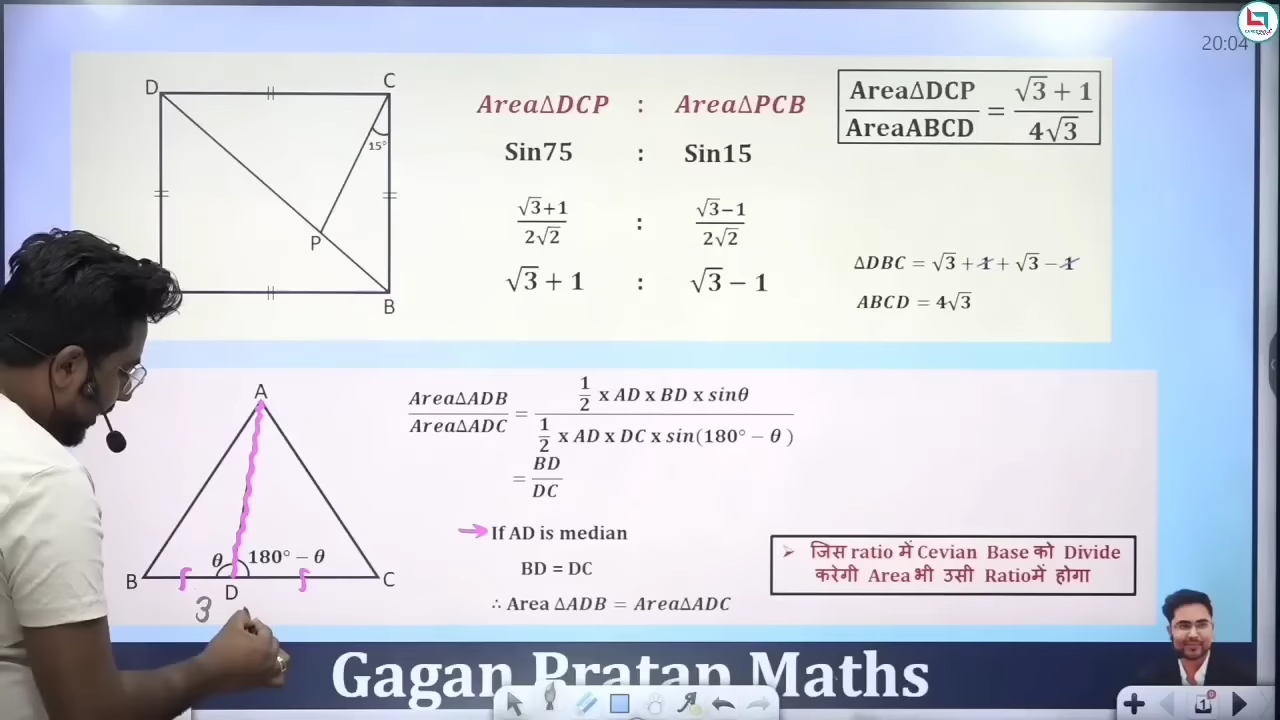 20:04
D
C
15°
P
B
AreaΔDCP : AreaΔPCB
Sin75 : Sin15
√3+1/2√2 : √3−1/2√2
√3 + 1 : √3 − 1
AreaΔDCP/AreaABCD = √3 + 1/4√3
ΔDBC = √3 + 1 + √3 − 1
ABCD = 4√3
A
θ
180° − θ
B
D
C
3
AreaΔADB/AreaΔADC = 1/2 x AD x BD x sinθ/1/2 x AD x DC x sin(180° − θ )
= BD/DC
If AD is median
BD = DC
∴ Area ΔADB = AreaΔADC
➢ जिस ratio में Cevian Base को Divide
करेगी Area भी उसी Ratioमें होगा
Gagan Pratap Maths